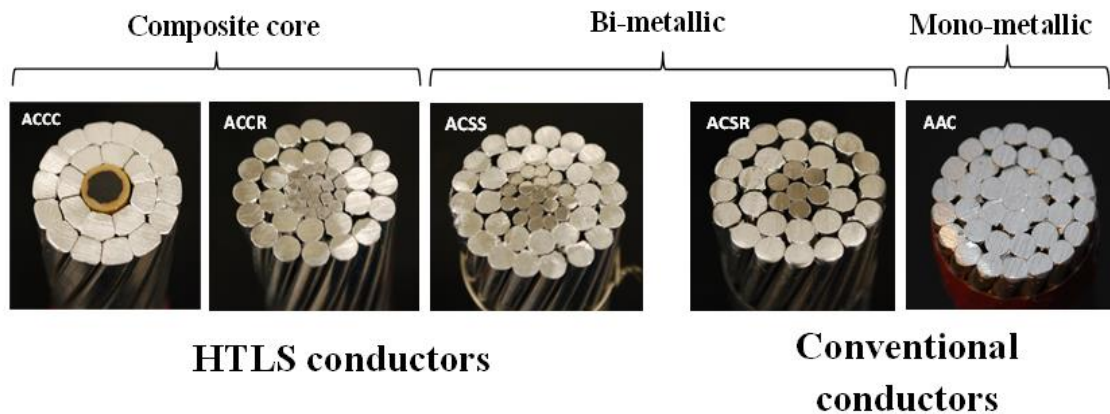 Composite core
Bi-metallic
Mono-metallic
ACCC
ACCR
ACSS
ACSR
AAC
HTLS conductors
Conventional
conductors